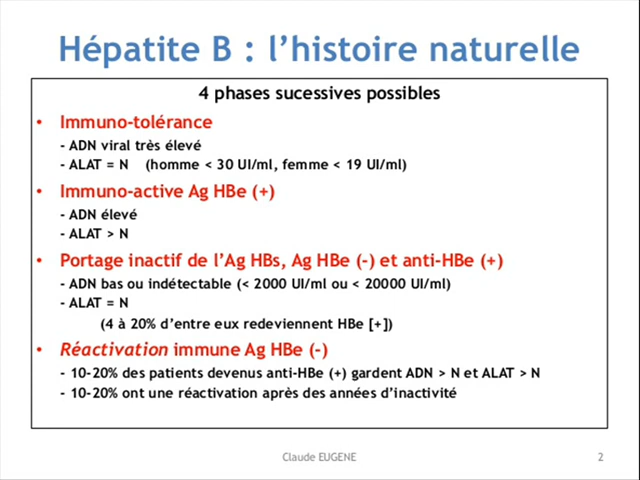 Hépatite B : l'histoire naturelle
4 phases sucessives possibles
• Immuno-tolérance
- ADN viral très élevé
- ALAT = N (homme < 30 UI/ml, femme < 19 UI/ml)
• Immuno-active Ag HBe (+)
- ADN élevé
- ALAT > N
• Portage inactif de l'Ag HBs, Ag HBe (-) et anti-HBe (+)
- ADN bas ou indétectable (< 2000 UI/ml ou < 20000 UI/ml)
- ALAT = N
(4 à 20% d'entre eux redeviennent HBe [+])
• Réactivation immune Ag HBe (-)
- 10-20% des patients devenus anti-HBe (+) gardent ADN > N et ALAT > N
- 10-20% ont une réactivation après des années d'inactivité
Claude EUGENE
2